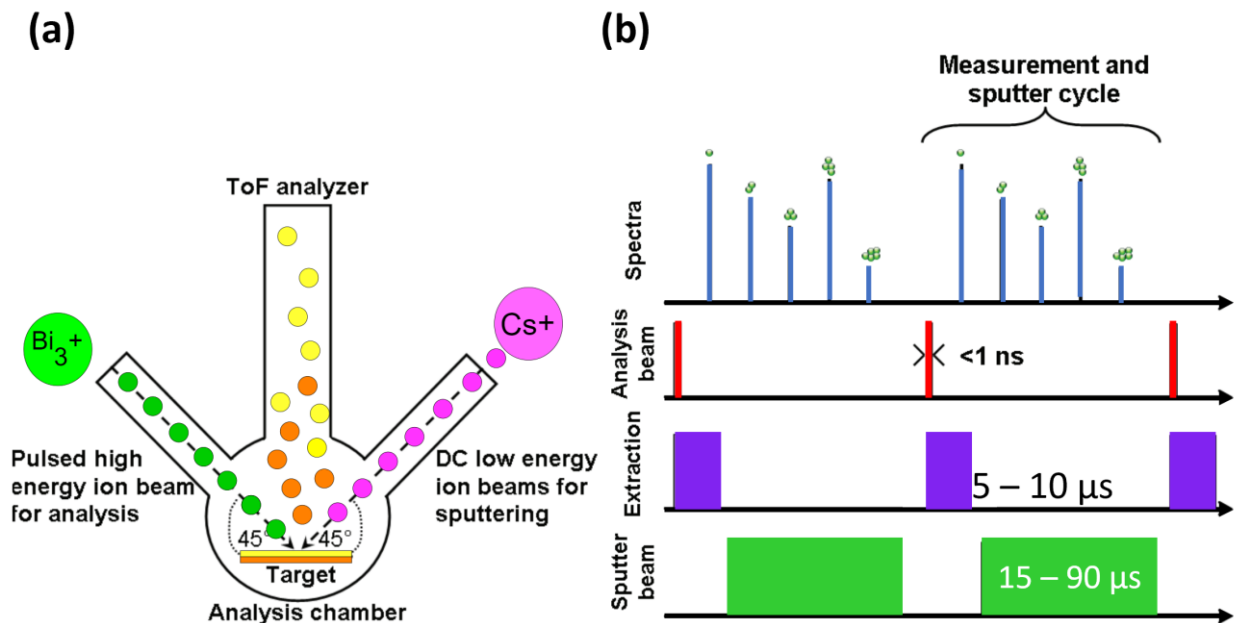 (a)
ToF analyzer
Bi3+
Cs+
Pulsed high
energy ion beam
for analysis
DC low energy
ion beams for
sputtering
45°
45°
Target
Analysis chamber
(b)
Measurement and
sputter cycle
Spectra
Analysis
beam
<1 ns
Extraction
5 – 10 µs
Sputter
beam
15 – 90 µs